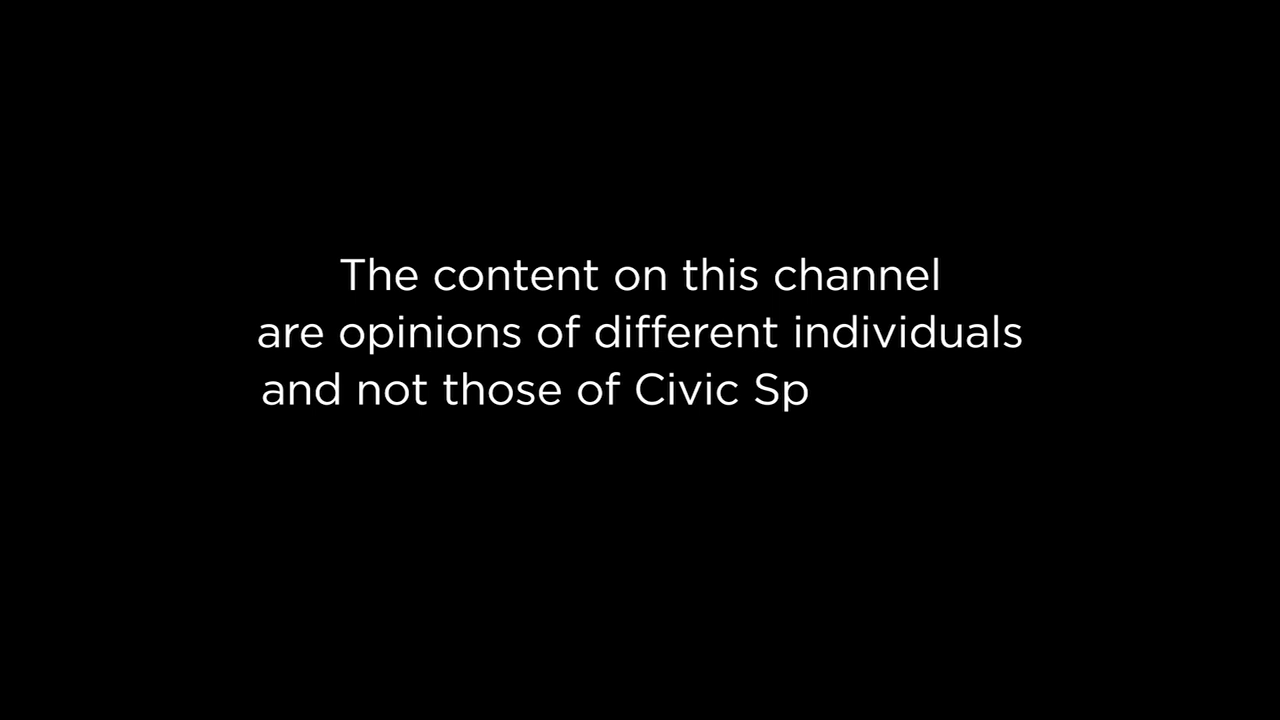 The content on this channel
are opinions of different individuals
and not those of Civic Sp